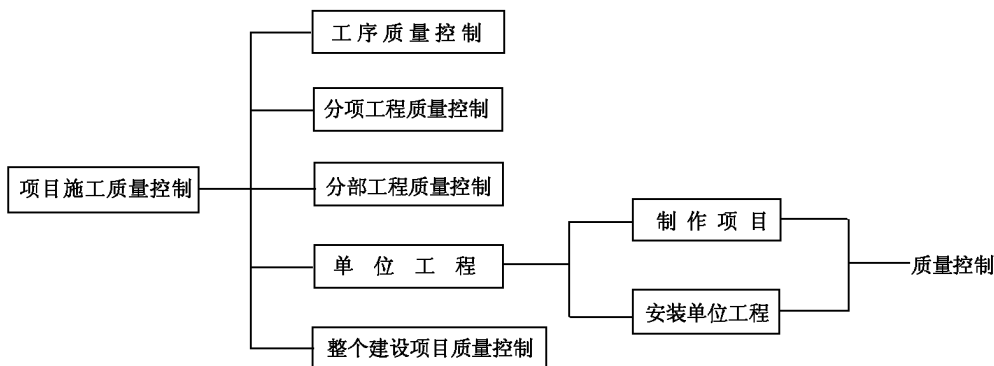 工序质量控制
分项工程质量控制
项目施工质量控制
分部工程质量控制
制作项目
单位工程
质量控制
安装单位工程
整个建设项目质量控制